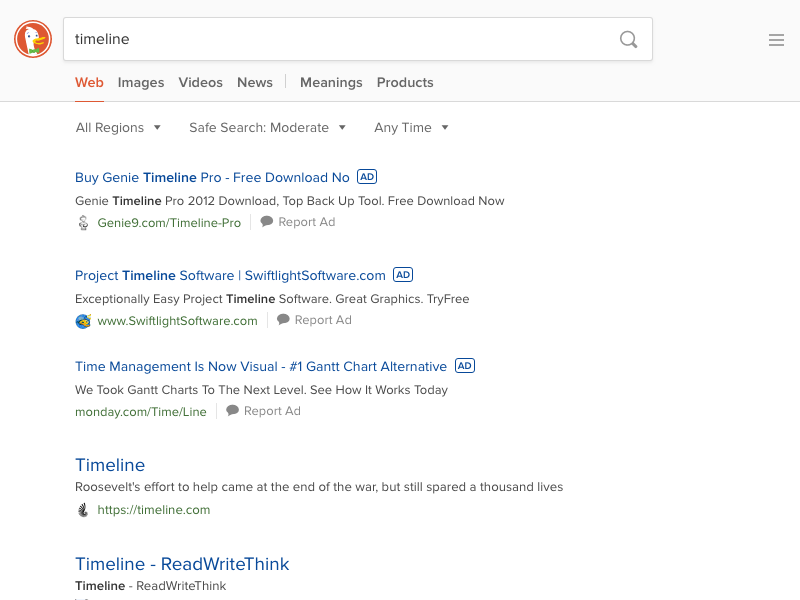 timeline
Web Images Videos News Meanings Products
All Regions Safe Search: Moderate Any Time
Buy Genie Timeline Pro - Free Download No AD
Genie Timeline Pro 2012 Download, Top Back Up Tool. Free Download Now
Genie9.com/Timeline-Pro Report Ad
Project Timeline Software | SwiftlightSoftware.com AD
Exceptionally Easy Project Timeline Software. Great Graphics. TryFree
www.SwiftlightSoftware.com Report Ad
Time Management Is Now Visual - #1 Gantt Chart Alternative AD
We Took Gantt Charts To The Next Level. See How It Works Today
monday.com/Time/Line Report Ad
Timeline
Roosevelt's effort to help came at the end of the war, but still spared a thousand lives
https://timeline.com
Timeline - ReadWriteThink
Timeline - ReadWriteThink